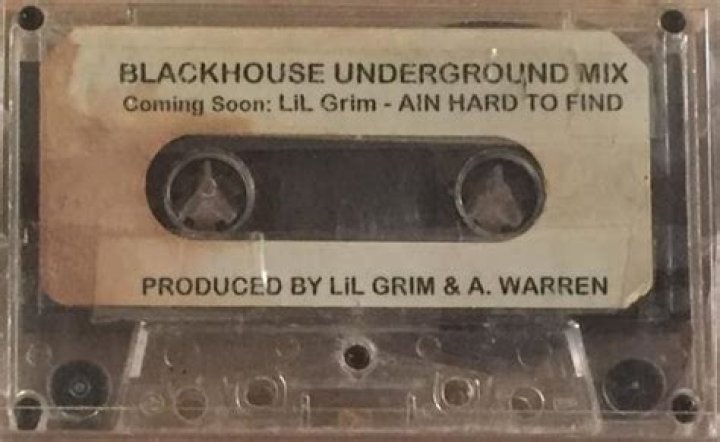 BLACKHOUSE UNDERGROUND MIX
Coming Soon: LiL Grim - AIN HARD TO FIND
PRODUCED BY LiL GRIM & A. WARREN